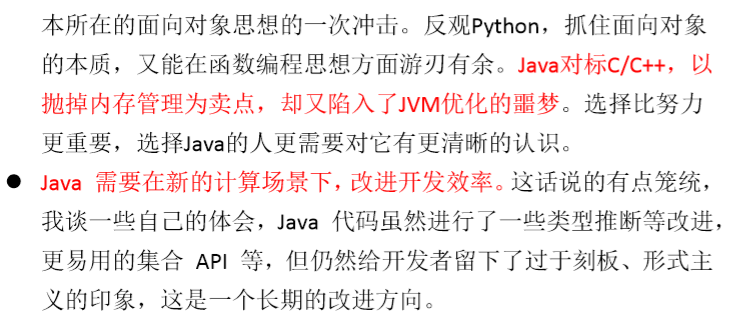 本所在的面向对象思想的一次冲击。反观Python，抓住面向对象
的本质，又能在函数编程思想方面游刃有余。Java对标C/C++，以
抛掉内存管理为卖点，却又陷入了JVM优化的噩梦。选择比努力
更重要，选择Java的人更需要对它有更清晰的认识。
● Java 需要在新的计算场景下，改进开发效率。这话说的有点笼统，
我谈一些自己的体会，Java 代码虽然进行了一些类型推断等改进，
更易用的集合 API 等，但仍然给开发者留下了过于刻板、形式主
义的印象，这是一个长期的改进方向。